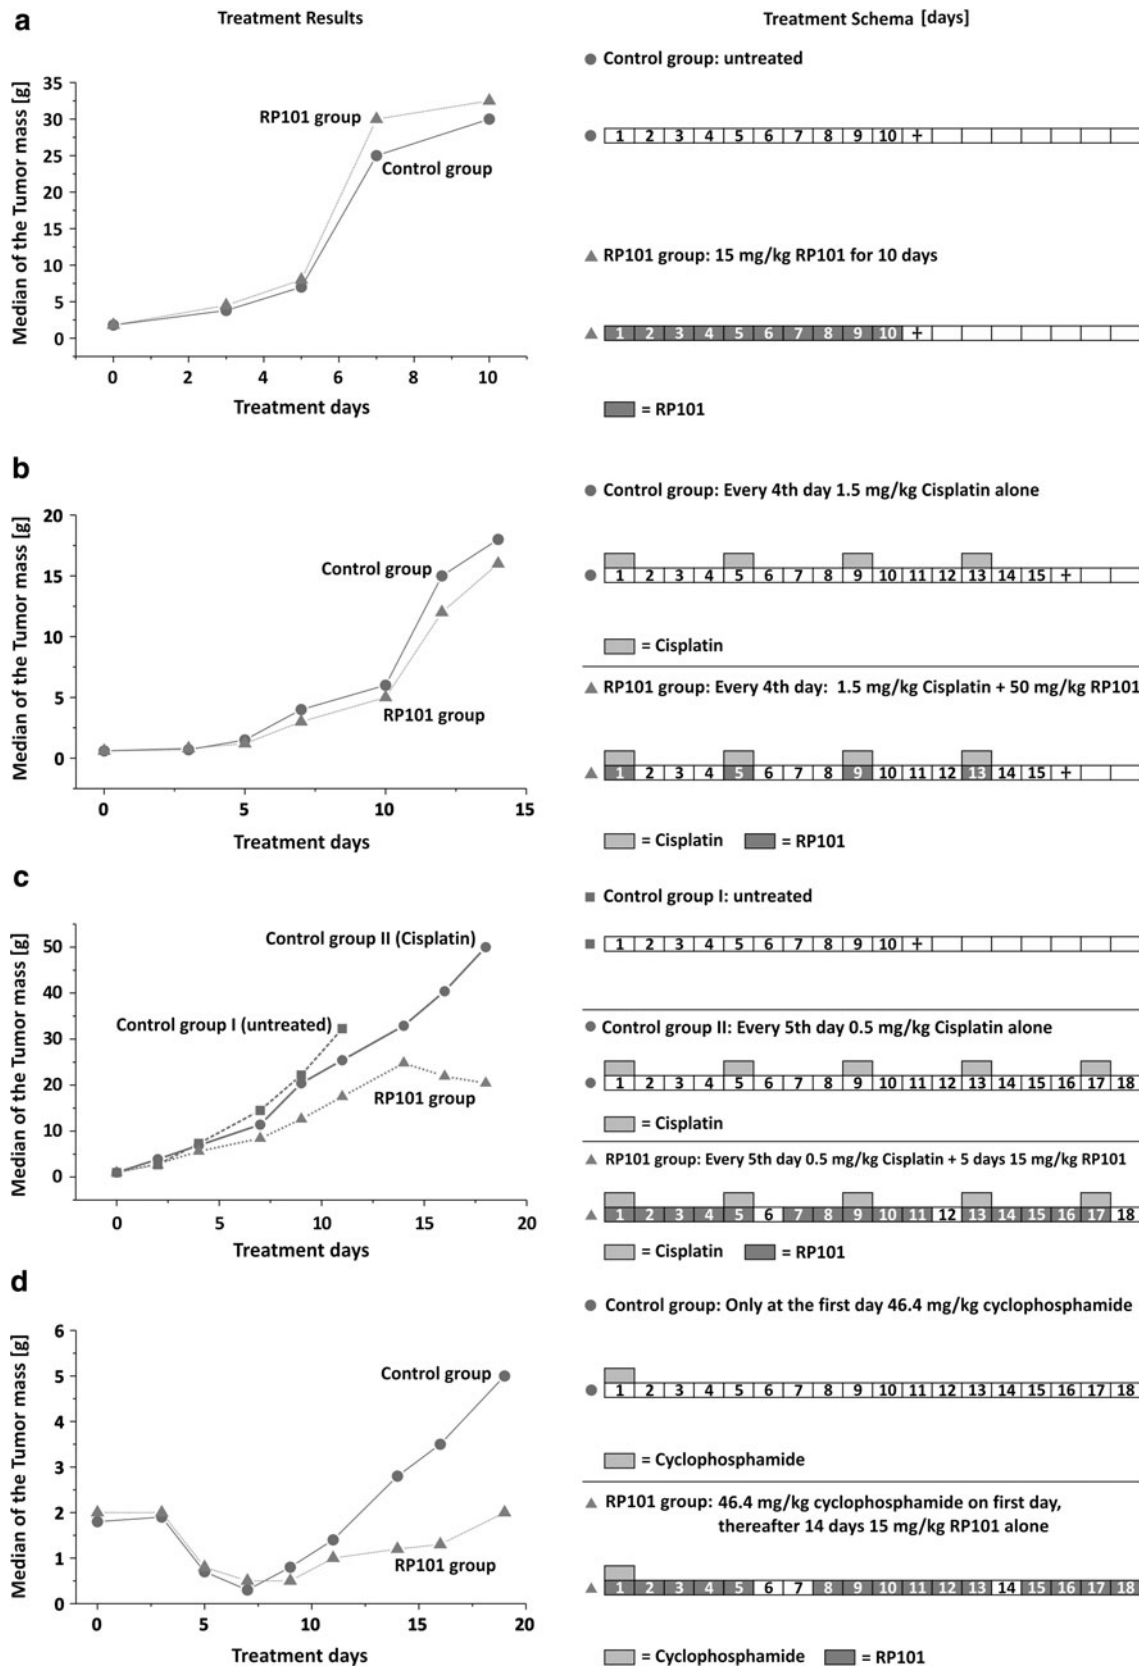 a
Treatment Results
Treatment Schema [days]
Median of the Tumor mass [g]
35
30
25
20
15
10
5
0
RP101 group
Control group
0 2 4 6 8 10
Treatment days
Control group: untreated
1 2 3 4 5 6 7 8 9 10 +
RP101 group: 15 mg/kg RP101 for 10 days
1 2 3 4 5 6 7 8 9 10 +
= RP101
b
Median of the Tumor mass [g]
20
15
10
5
0
Control group
RP101 group
0 5 10 15
Treatment days
Control group: Every 4th day 1.5 mg/kg Cisplatin alone
1 2 3 4 5 6 7 8 9 10 11 12 13 14 15 +
= Cisplatin
RP101 group: Every 4th day: 1.5 mg/kg Cisplatin + 50 mg/kg RP101
1 2 3 4 5 6 7 8 9 10 11 12 13 14 15 +
= Cisplatin = RP101
c
Median of the Tumor mass [g]
50
40
30
20
10
0
Control group II (Cisplatin)
Control group I (untreated)
RP101 group
0 5 10 15 20
Treatment days
Control group I: untreated
1 2 3 4 5 6 7 8 9 10 +
Control group II: Every 5th day 0.5 mg/kg Cisplatin alone
1 2 3 4 5 6 7 8 9 10 11 12 13 14 15 16 17 18
= Cisplatin
RP101 group: Every 5th day 0.5 mg/kg Cisplatin + 5 days 15 mg/kg RP101
1 2 3 4 5 6 7 8 9 10 11 12 13 14 15 16 17 18
= Cisplatin = RP101
d
Median of the Tumor mass [g]
6
5
4
3
2
1
0
Control group
RP101 group
0 5 10 15 20
Treatment days
Control group: Only at the first day 46.4 mg/kg cyclophosphamide
1 2 3 4 5 6 7 8 9 10 11 12 13 14 15 16 17 18
= Cyclophosphamide
RP101 group: 46.4 mg/kg cyclophosphamide on first day,
thereafter 14 days 15 mg/kg RP101 alone
1 2 3 4 5 6 7 8 9 10 11 12 13 14 15 16 17 18
= Cyclophosphamide = RP101